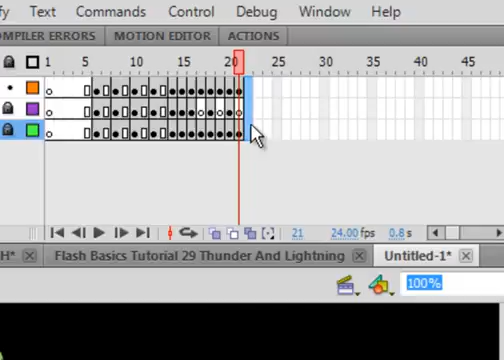 fy Text Commands Control Debug Window Help
COMPILER ERRORS MOTION EDITOR ACTIONS
1 5 10 15 20 25 30 35 40 45
21 24.00 fps 0.8 s
H* Flash Basics Tutorial 29 Thunder And Lightning Untitled-1*
100%